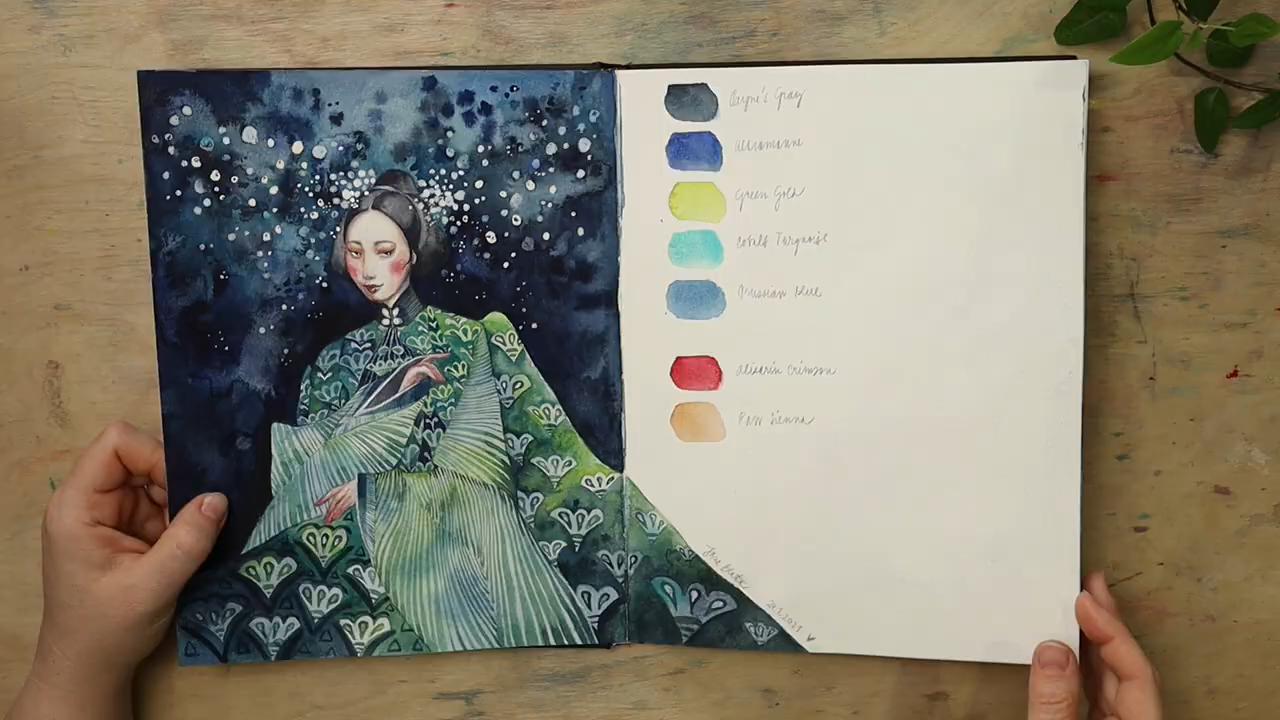 Payne's Gray
Ultramarine
Green Gold
Cobalt Turquoise
Prussian blue
Alizarin Crimson
Raw Sienna